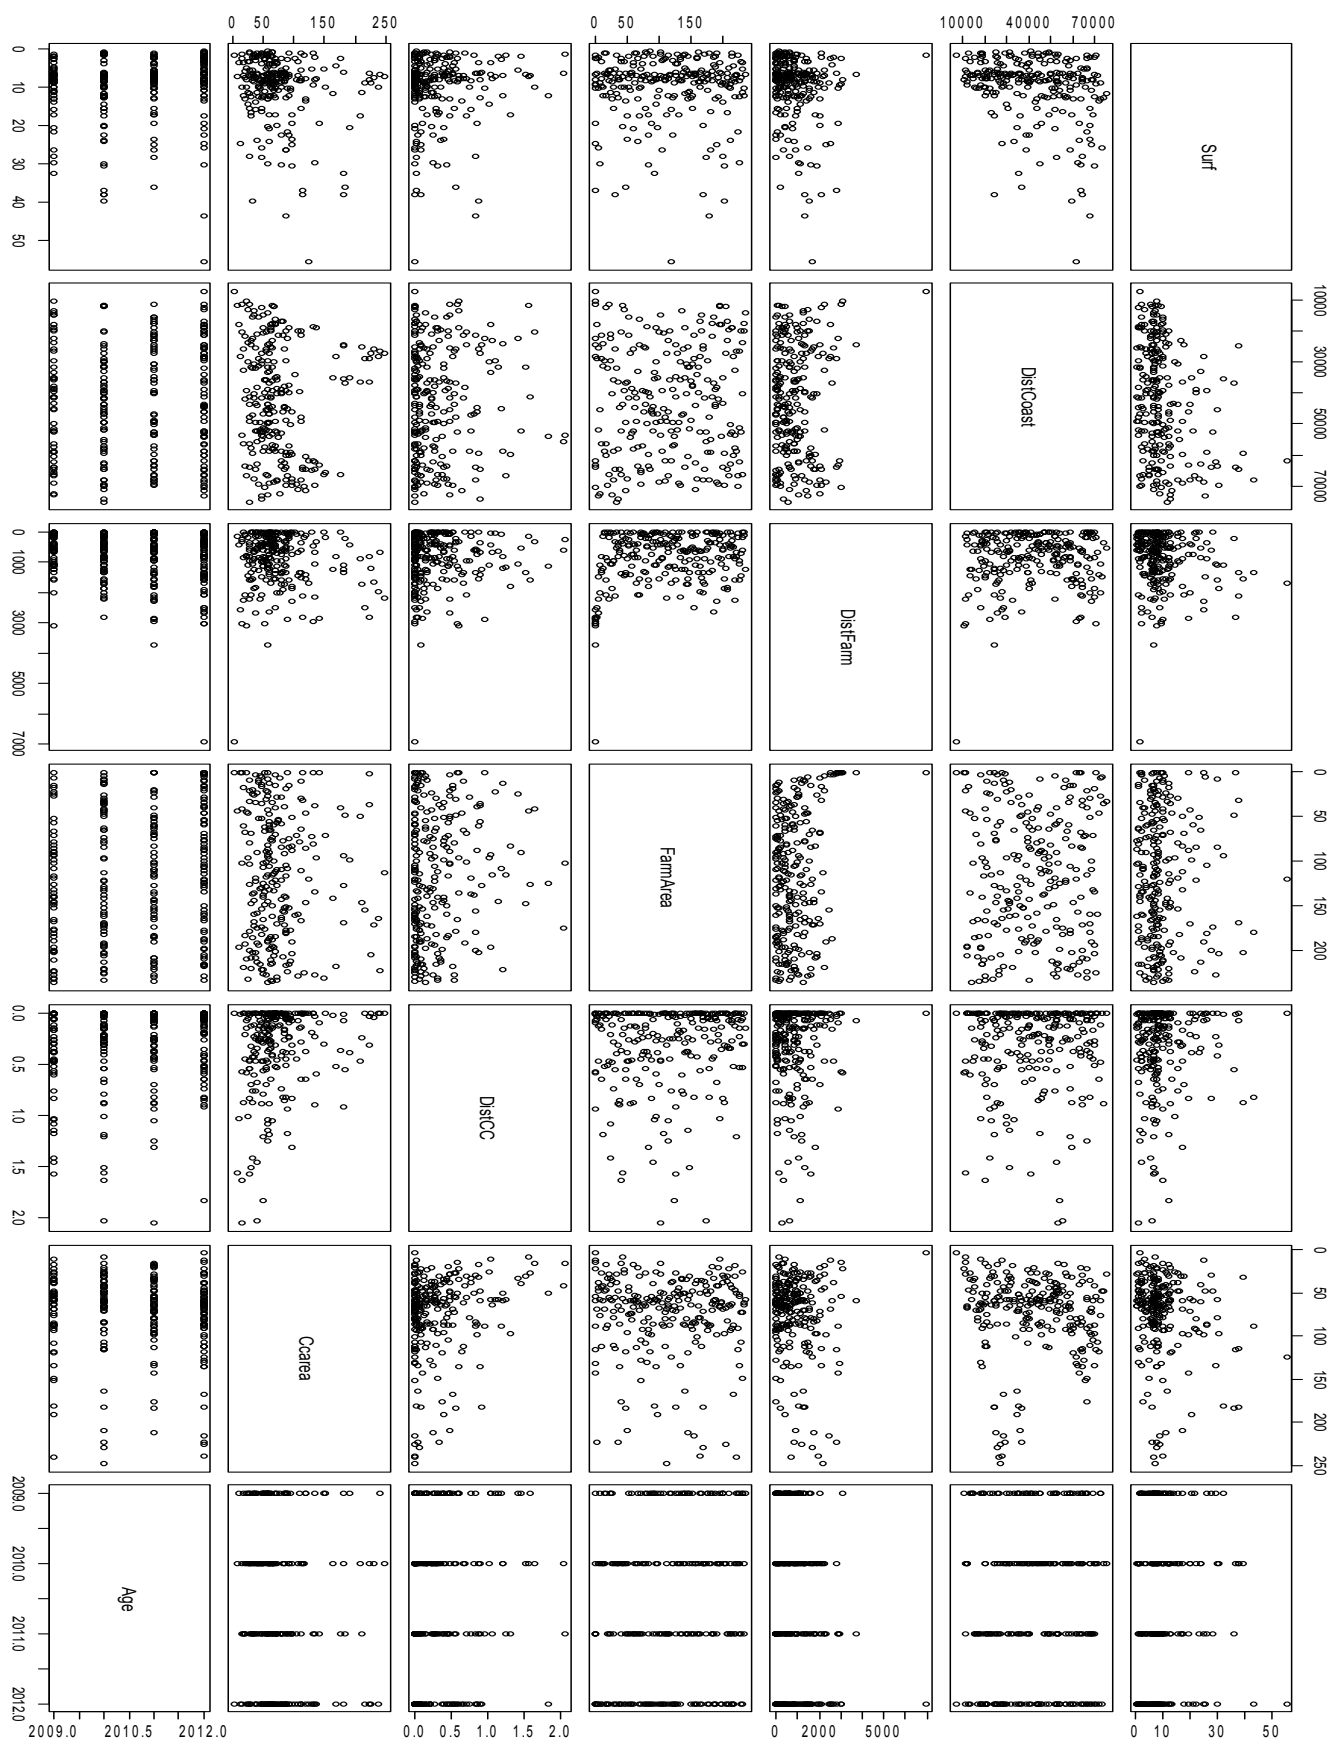 0 50 150 250 0 50 150 10000 40000 70000
0 10 20 30 40 50
Surf
10000 30000 50000 70000
DistCoast
0 1000 3000 5000 7000
DistFarm
0 50 100 150 200
FarmArea
0.0 0.5 1.0 1.5 2.0
DistCC
0 50 100 150 200 250
Ccarea
2009.0 2010.0 2011.0 2012.0
Age
2009.0 2010.5 2012.0 0.0 0.5 1.0 1.5 2.0 0 2000 5000 0 10 30 50